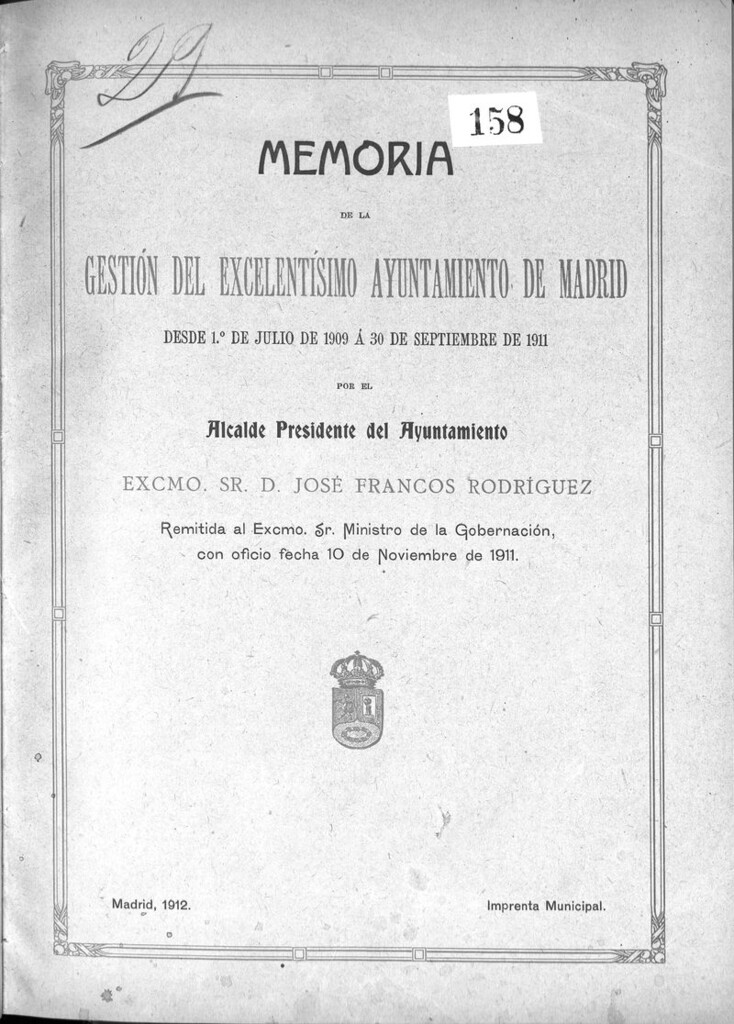 29
158
MEMORIA
DE LA
GESTIÓN DEL EXCELENTÍSIMO AYUNTAMIENTO DE MADRID
DESDE 1.º DE JULIO DE 1909 Á 30 DE SEPTIEMBRE DE 1911
POR EL
Alcalde Presidente del Ayuntamiento
EXCMO. SR. D. JOSÉ FRANCOS RODRÍGUEZ
Remitida al Excmo. Sr. Ministro de la Gobernación,
con oficio fecha 10 de Noviembre de 1911.
Madrid, 1912.
Imprenta Municipal.